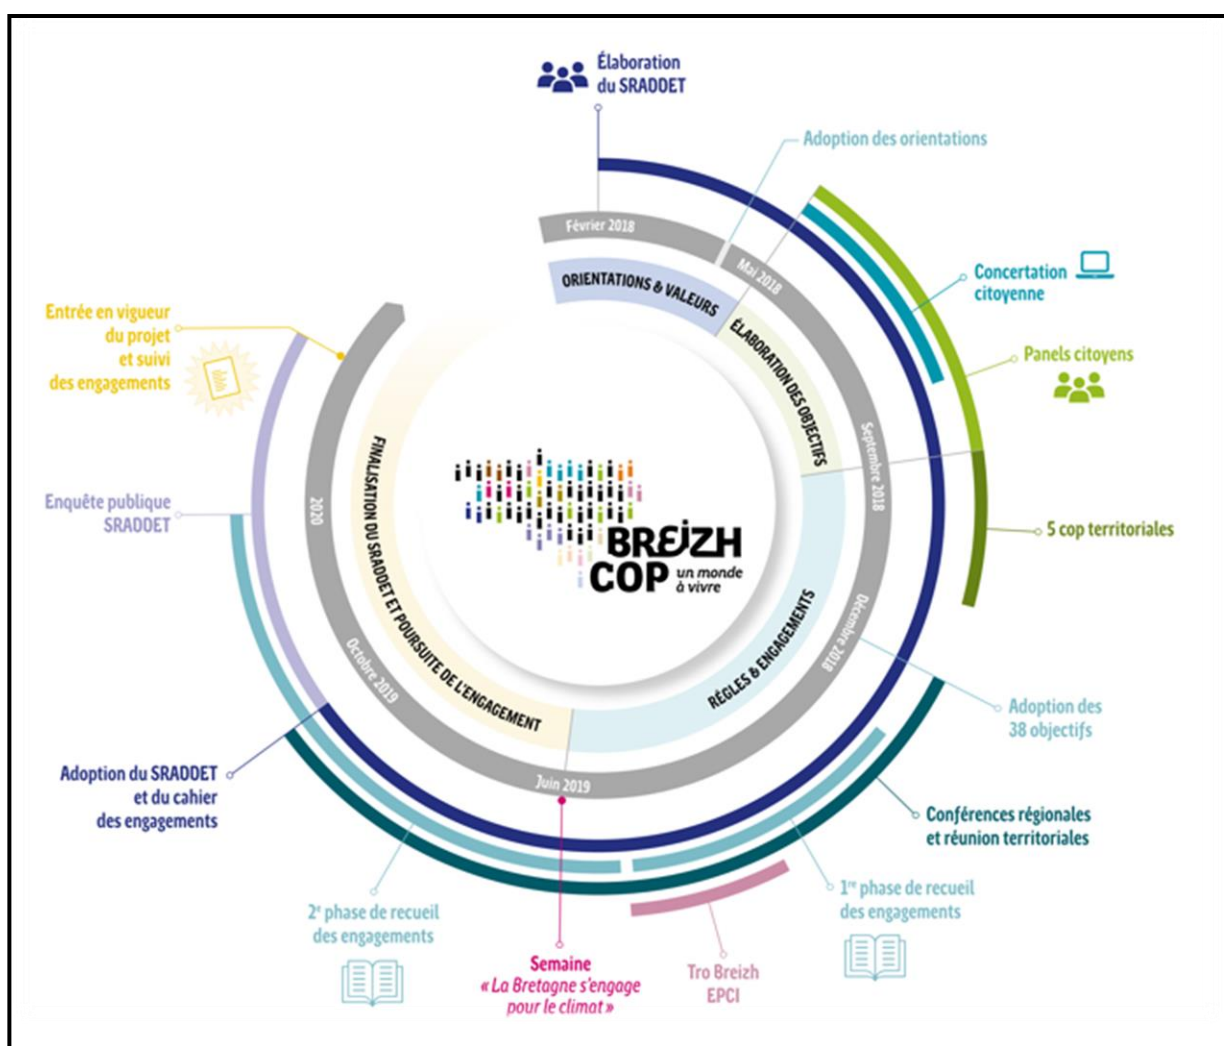 Élaboration
du SRADDET
Adoption des orientations
Février 2018
Mai 2018
ORIENTATIONS & VALEURS
Concertation
citoyenne
ÉLABORATION DES OBJECTIFS
Panels citoyens
Septembre 2018
5 cop territoriales
Décembre 2018
RÉGLES & ENGAGEMENTS
Adoption des
38 objectifs
Conférences régionales
et réunion territoriales
1re phase de recueil
des engagements
Tro Breizh
EPCI
Juin 2019
Semaine
« La Bretagne s'engage
pour le climat »
2e phase de recueil
des engagements
FINALISATION DU SRADDET ET POURSUITE DE L'ENGAGEMENT
Octobre 2019
Adoption du SRADDET
et du cahier
des engagements
2020
Enquête publique
SRADDET
Entrée en vigueur
du projet
et suivi
des engagements
BREIZH
COP
un monde
à vivre